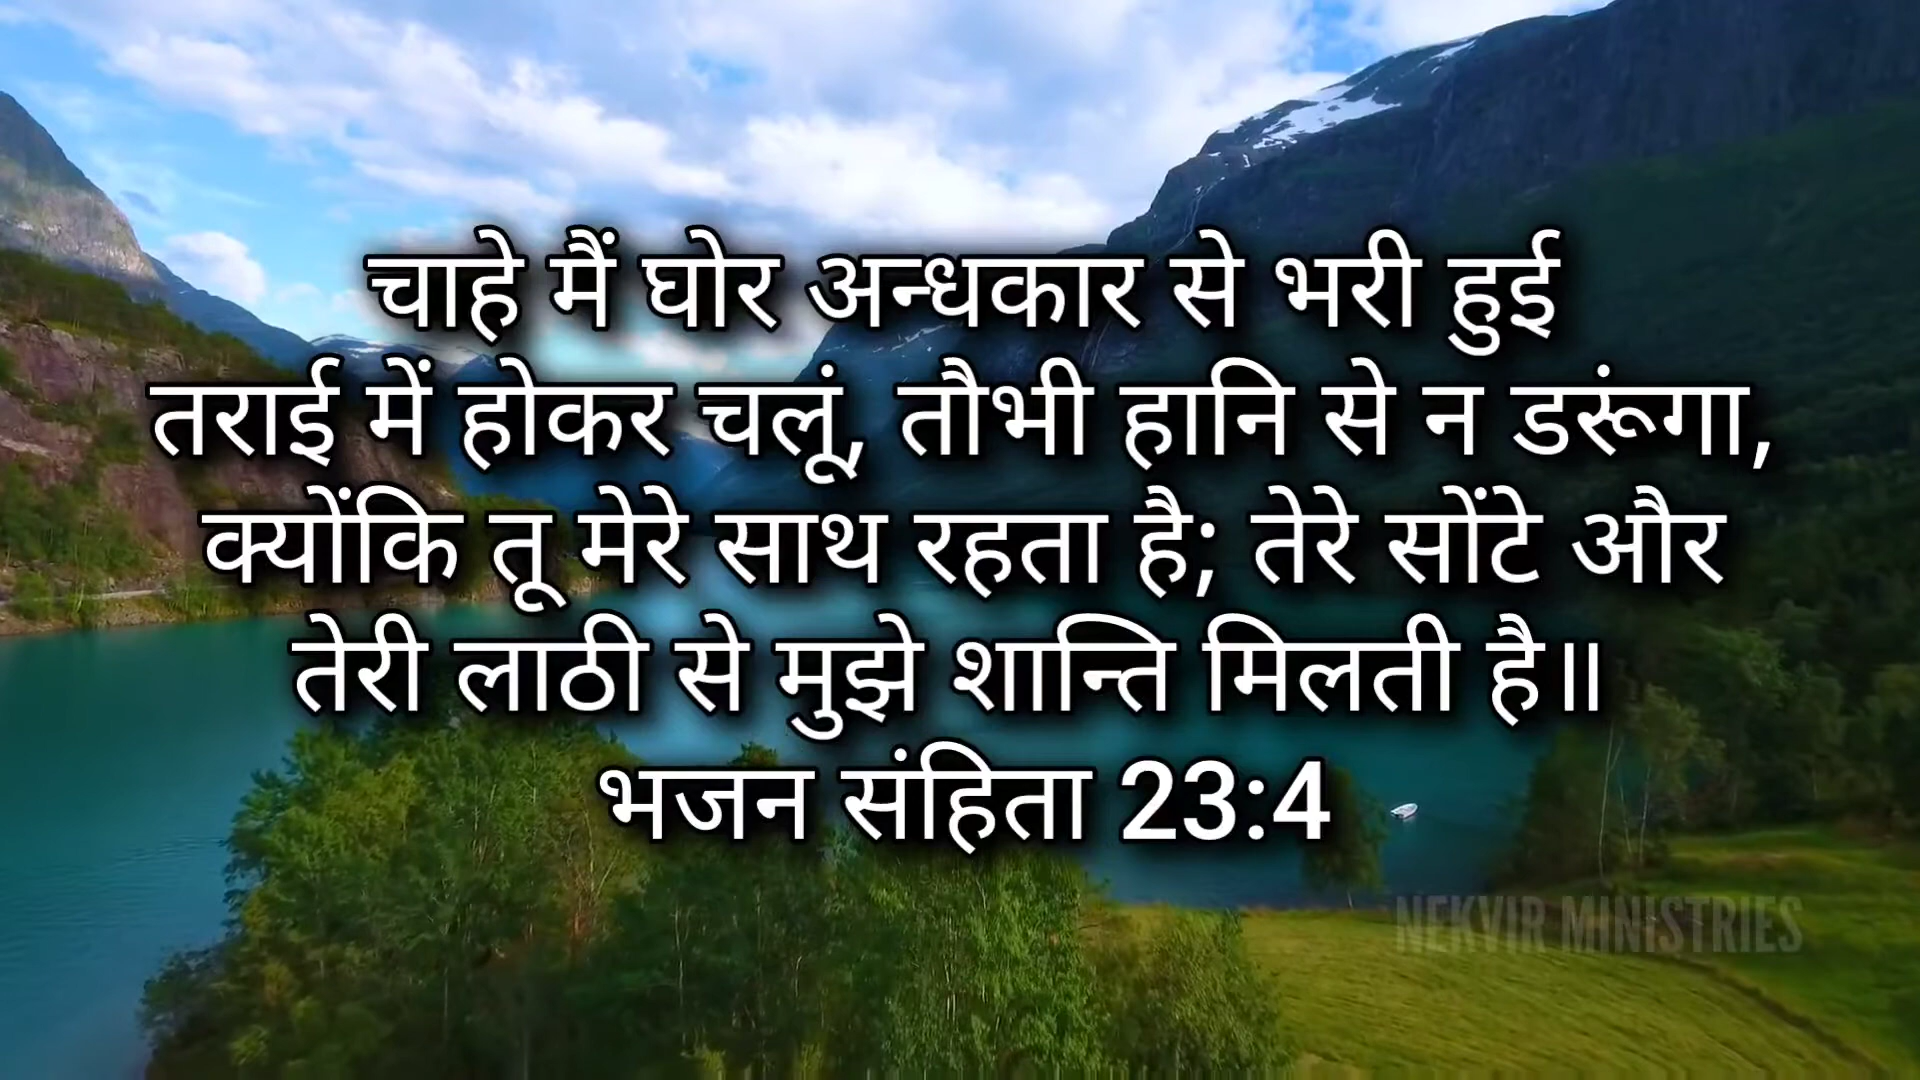 चाहे मैं घोर अन्धकार से भरी हुई
तराई में होकर चलूं, तौभी हानि से न डरूंगा,
क्योंकि तू मेरे साथ रहता है; तेरे सोंटे और
तेरी लाठी से मुझे शान्ति मिलती है॥
भजन संहिता 23:4
NEKVIR MINISTRIES